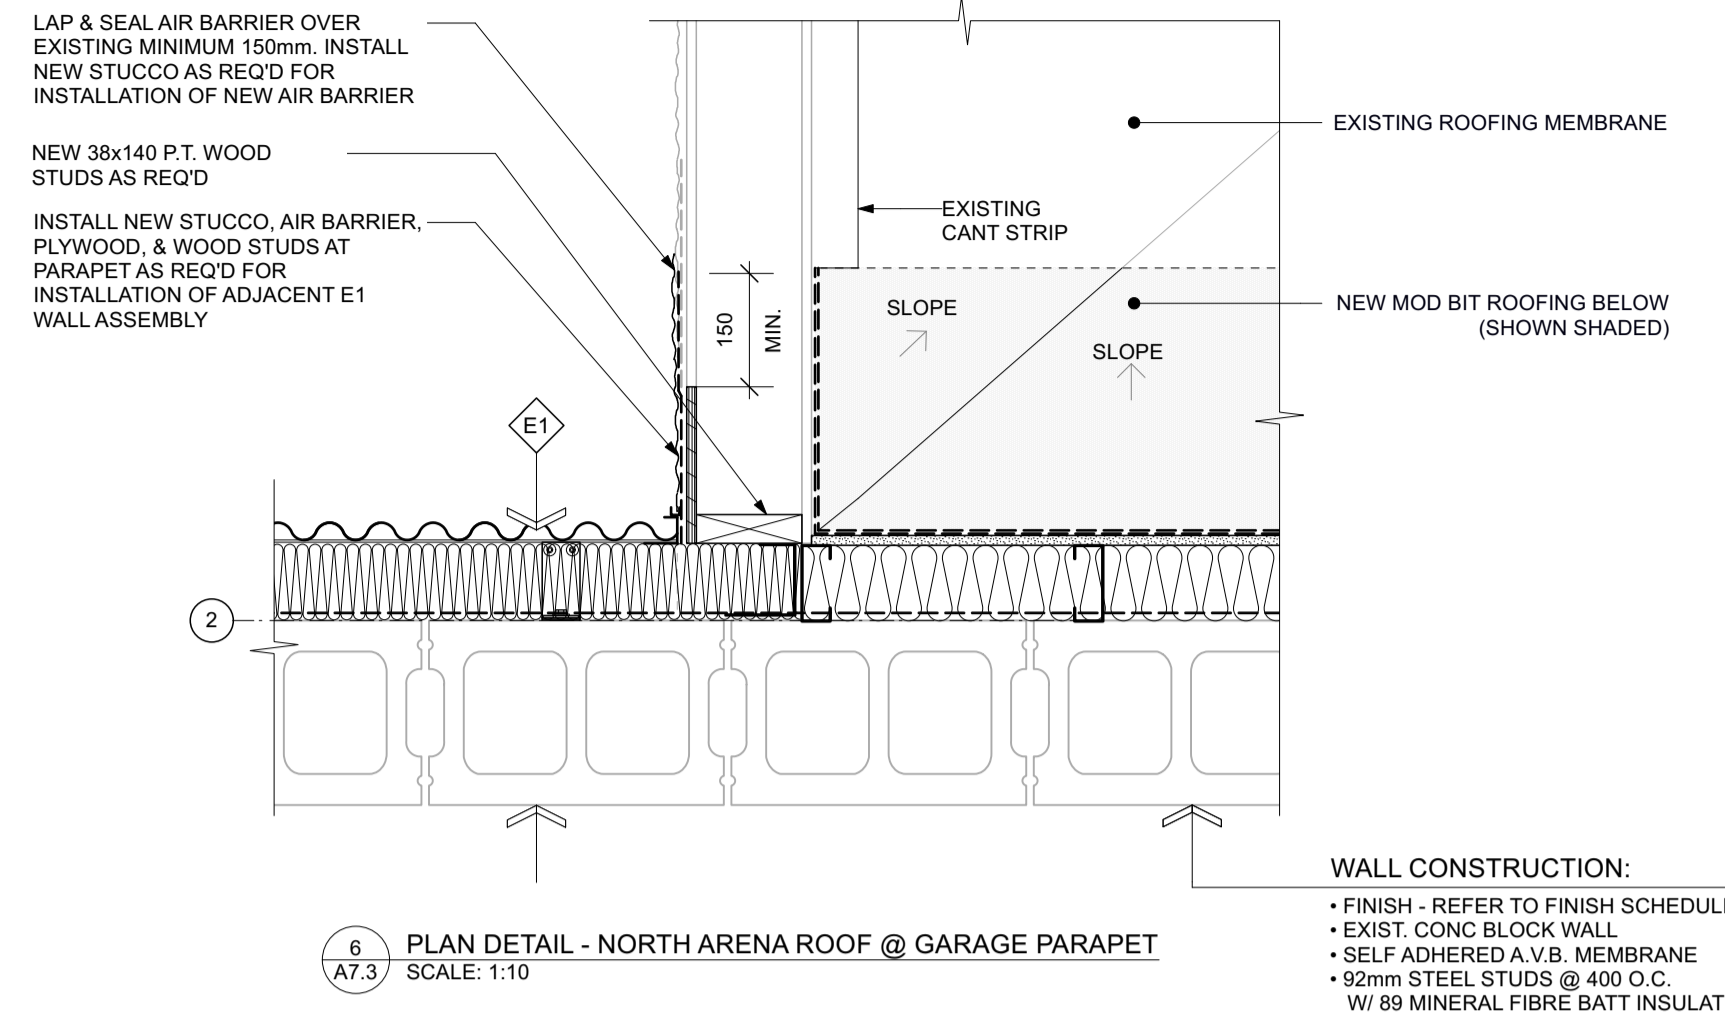 LAP & SEAL AIR BARRIER OVER
EXISTING MINIMUM 150mm. INSTALL
NEW STUCCO AS REQ'D FOR
INSTALLATION OF NEW AIR BARRIER
NEW 38x140 P.T. WOOD
STUDS AS REQ'D
INSTALL NEW STUCCO, AIR BARRIER,
PLYWOOD, & WOOD STUDS AT
PARAPET AS REQ'D FOR
INSTALLATION OF ADJACENT E1
WALL ASSEMBLY
EXISTING ROOFING MEMBRANE
EXISTING
CANT STRIP
NEW MOD BIT ROOFING BELOW
(SHOWN SHADED)
SLOPE
SLOPE
150
MIN.
E1
2
WALL CONSTRUCTION:
• FINISH - REFER TO FINISH SCHEDUL
• EXIST. CONC BLOCK WALL
• SELF ADHERED A.V.B. MEMBRANE
• 92mm STEEL STUDS @ 400 O.C.
W/ 89 MINERAL FIBRE BATT INSULAT
6
A7.3
PLAN DETAIL - NORTH ARENA ROOF @ GARAGE PARAPET
SCALE: 1:10